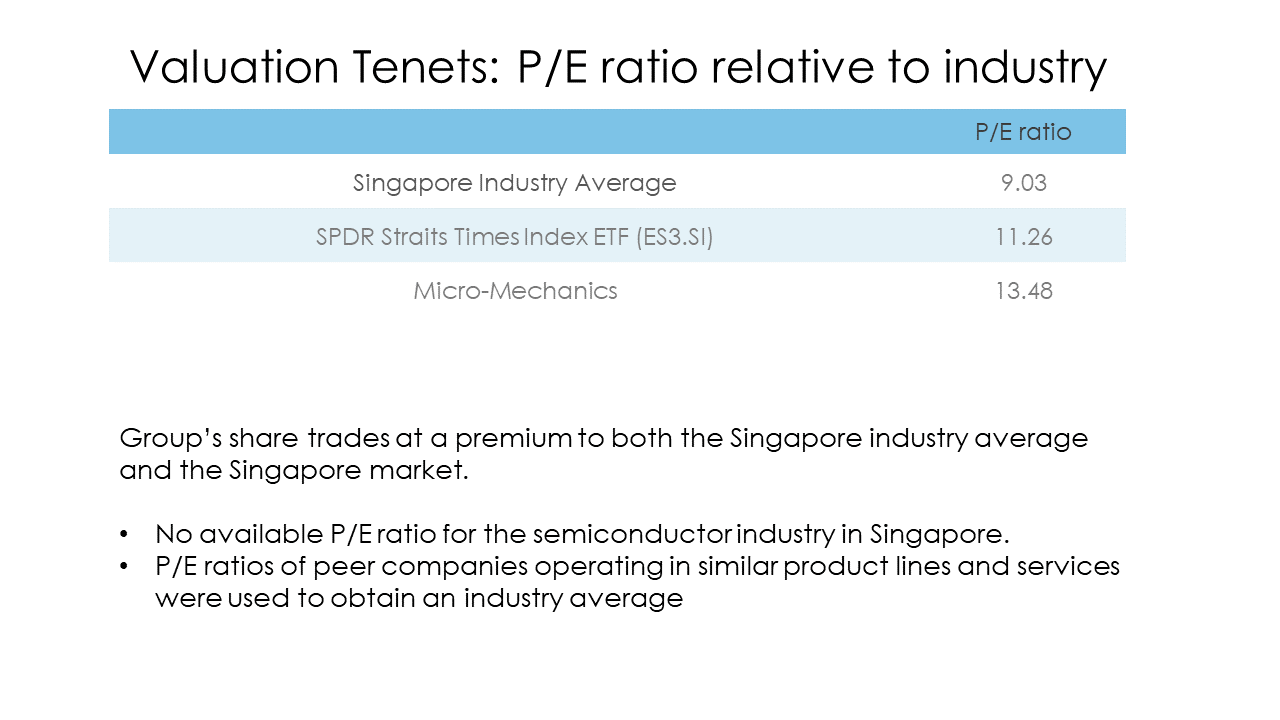 Valuation Tenets: P/E ratio relative to industry
P/E ratio
Singapore Industry Average 9.03
SPDR Straits Times Index ETF (ES3.SI) 11.26
Micro-Mechanics 13.48
Group’s share trades at a premium to both the Singapore industry average
and the Singapore market.
• No available P/E ratio for the semiconductor industry in Singapore.
• P/E ratios of peer companies operating in similar product lines and services
were used to obtain an industry average